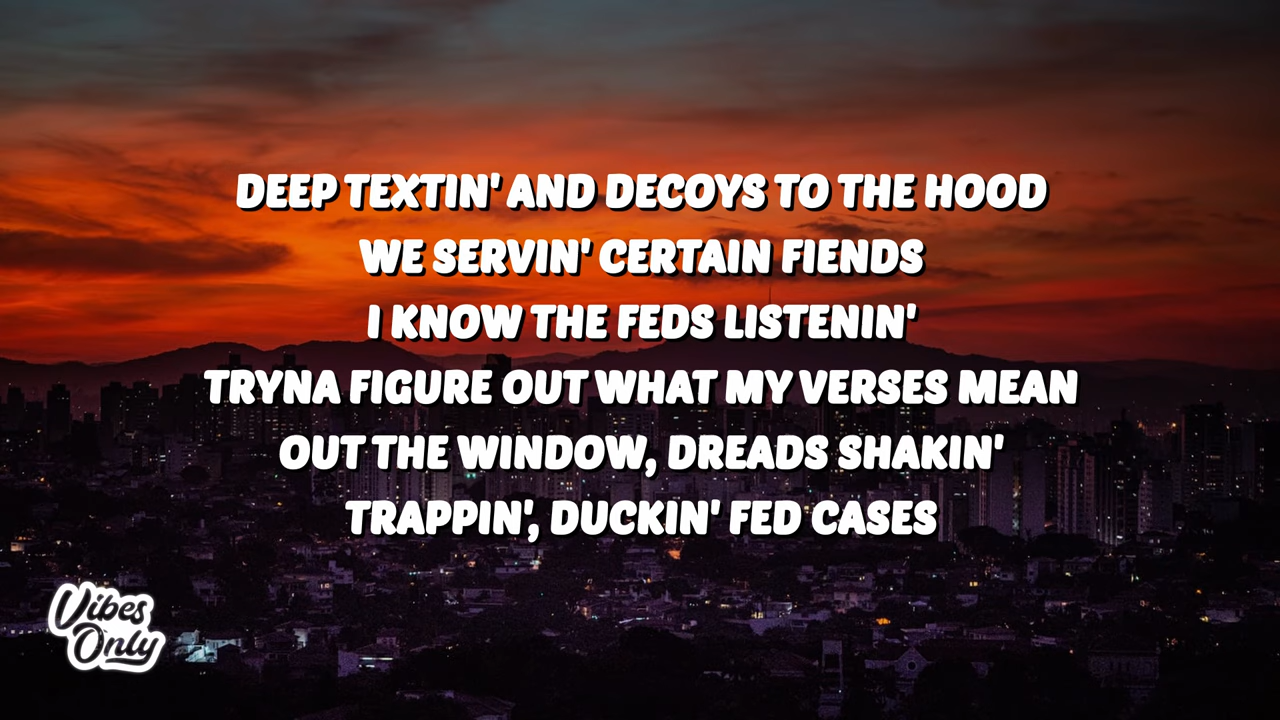 DEEP TEXTIN' AND DECOYS TO THE HOOD
WE SERVIN' CERTAIN FIENDS
I KNOW THE FEDS LISTENIN'
TRYNA FIGURE OUT WHAT MY VERSES MEAN
OUT THE WINDOW, DREADS SHAKIN'
TRAPPIN', DUCKIN' FED CASES
Vibes
Only